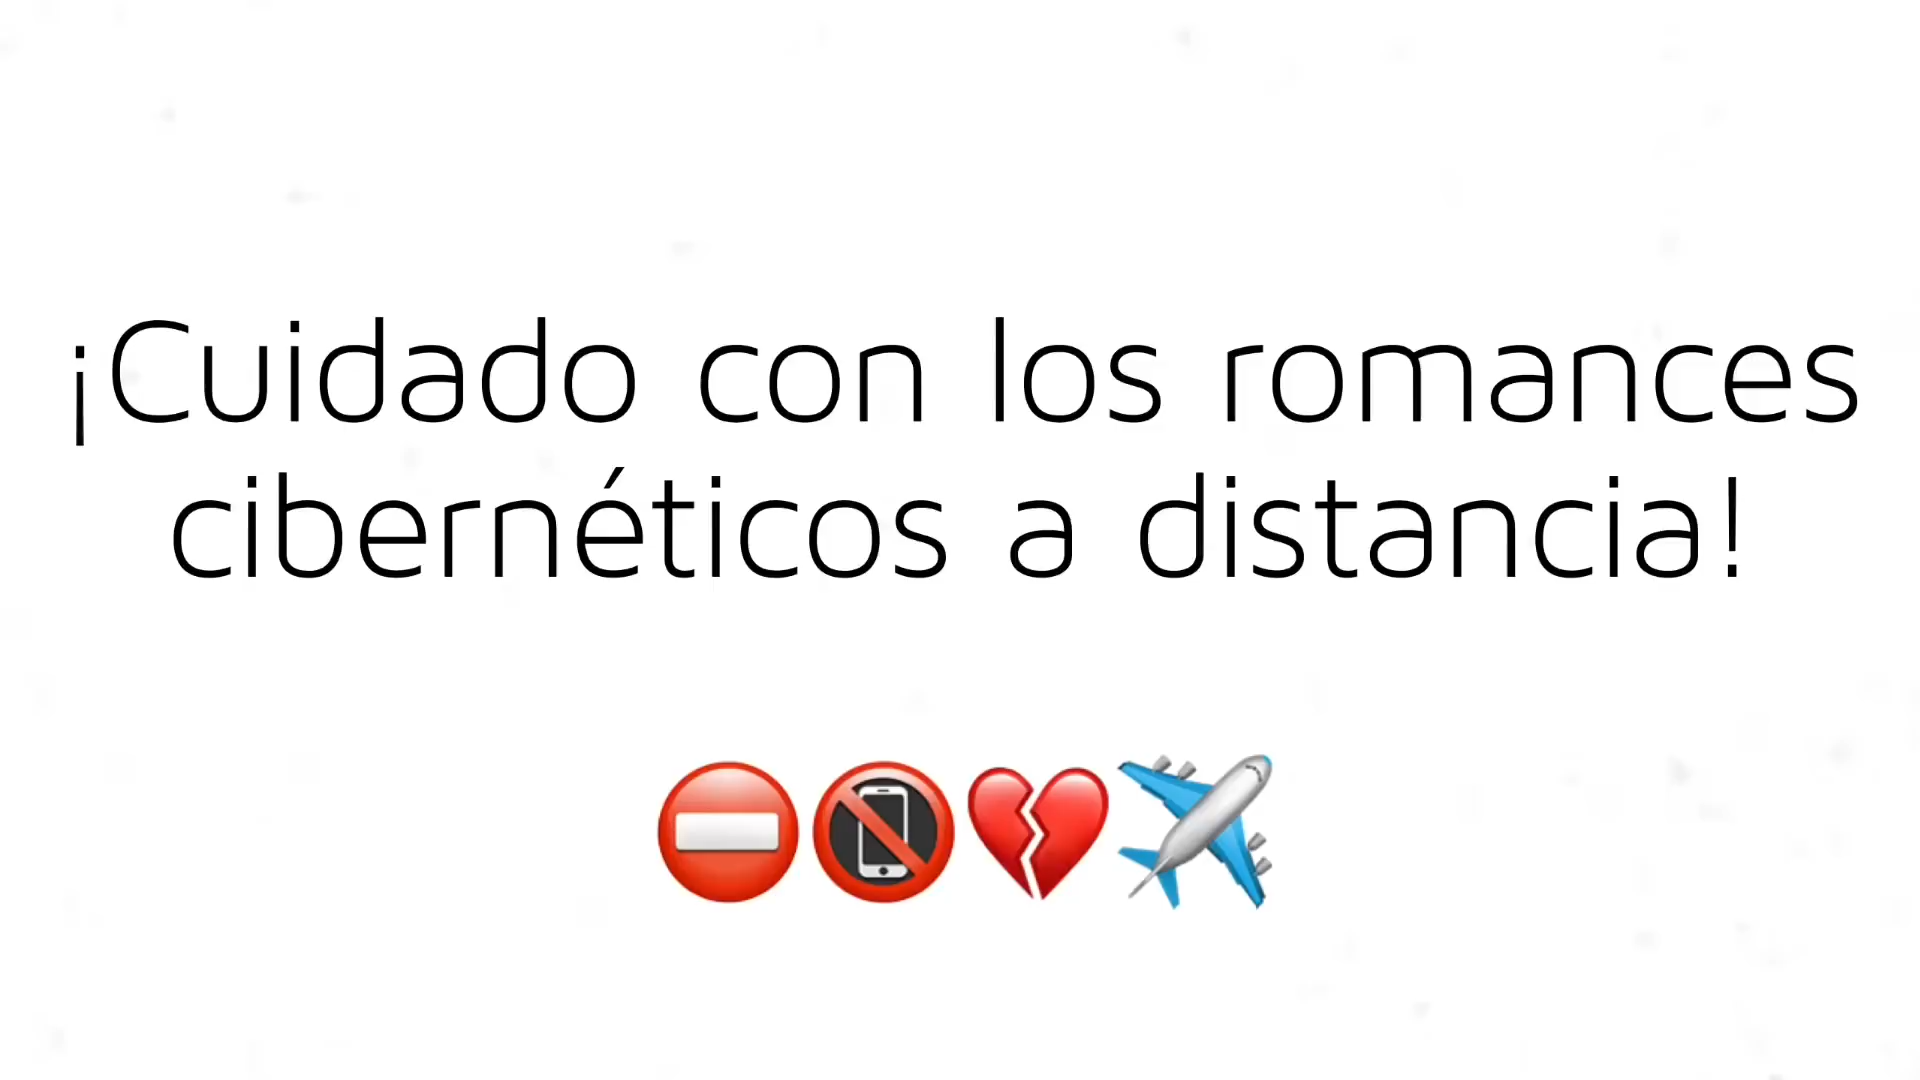 ¡Cuidado con los romances
cibernéticos a distancia!
⛔📵💔✈️